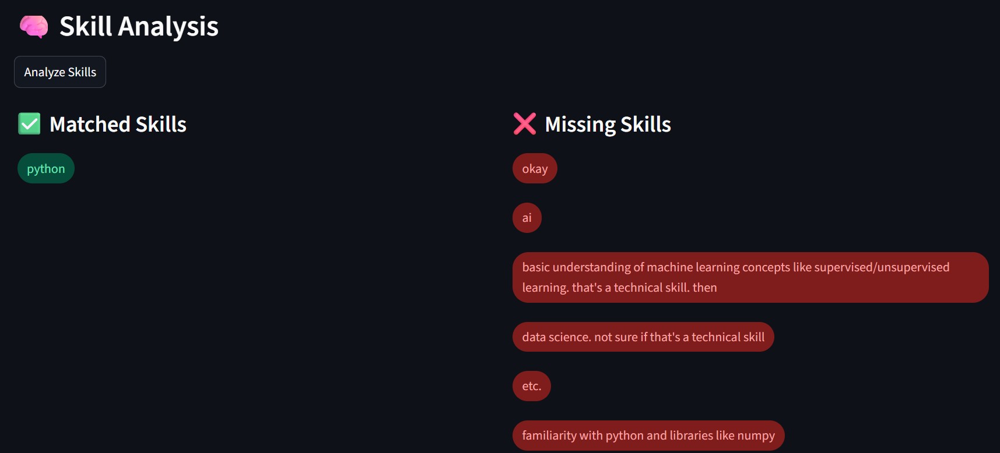 Skill Analysis
Analyze Skills
Matched Skills
python
Missing Skills
okay
ai
basic understanding of machine learning concepts like supervised/unsupervised
learning. that's a technical skill. then
data science. not sure if that's a technical skill
etc.
familiarity with python and libraries like numpy